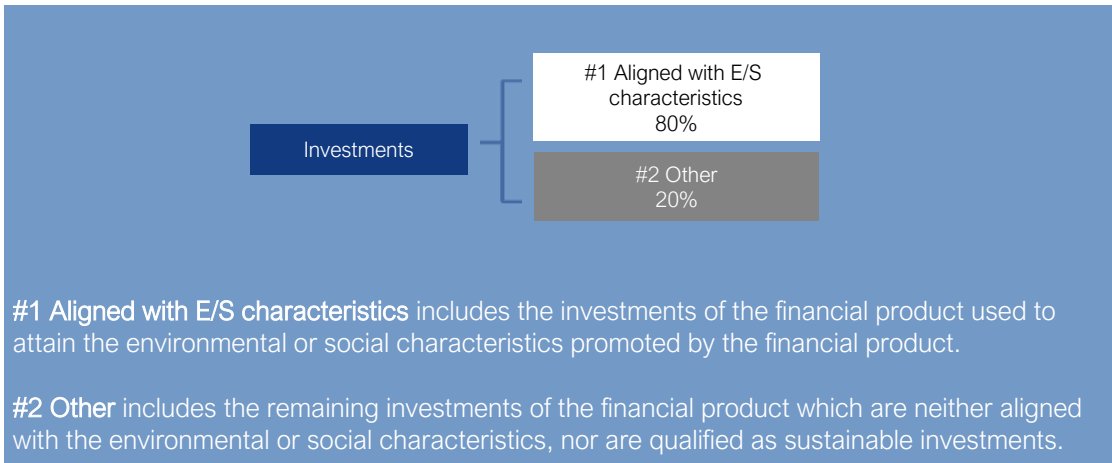 #1 Aligned with E/S
characteristics
80%
Investments
#2 Other
20%
#1 Aligned with E/S characteristics includes the investments of the financial product used to
attain the environmental or social characteristics promoted by the financial product.
#2 Other includes the remaining investments of the financial product which are neither aligned
with the environmental or social characteristics, nor are qualified as sustainable investments.